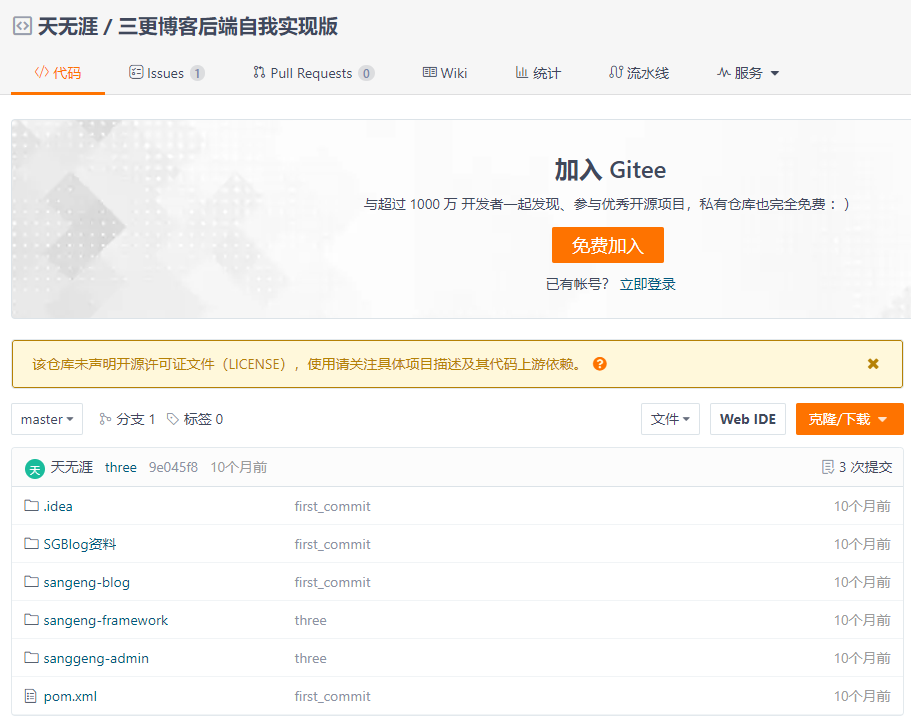 天无涯 / 三更博客后端自我实现版
代码 Issues 1 Pull Requests 0 Wiki 统计 流水线 服务
加入 Gitee
与超过 1000 万 开发者一起发现、参与优秀开源项目，私有仓库也完全免费 ：）
免费加入
已有帐号？ 立即登录
该仓库未声明开源许可证文件（LICENSE），使用请关注具体项目描述及其代码上游依赖。
master 分支 1 标签 0 文件 Web IDE 克隆/下载
天 天无涯 three 9e045f8 10个月前 3 次提交
.idea first_commit 10个月前
SGBlog资料 first_commit 10个月前
sangeng-blog first_commit 10个月前
sangeng-framework three 10个月前
sanggeng-admin three 10个月前
pom.xml first_commit 10个月前